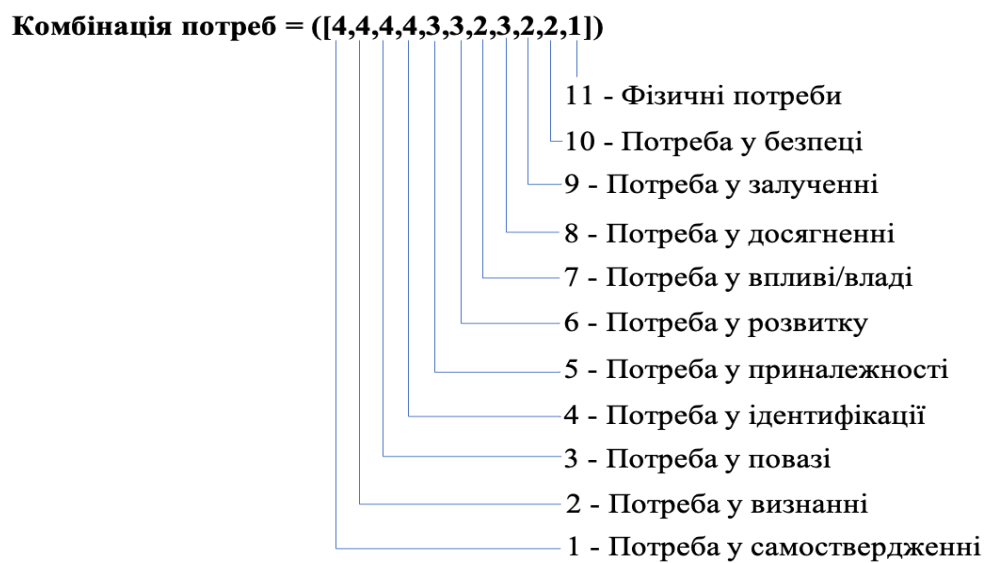 Комбінація потреб = ([4,4,4,4,3,3,2,3,2,2,1])
11 - Фізичні потреби
10 - Потреба у безпеці
9 - Потреба у залученні
8 - Потреба у досягненні
7 - Потреба у впливі/владі
6 - Потреба у розвитку
5 - Потреба у приналежності
4 - Потреба у ідентифікації
3 - Потреба у повазі
2 - Потреба у визнанні
1 - Потреба у самоствердженні